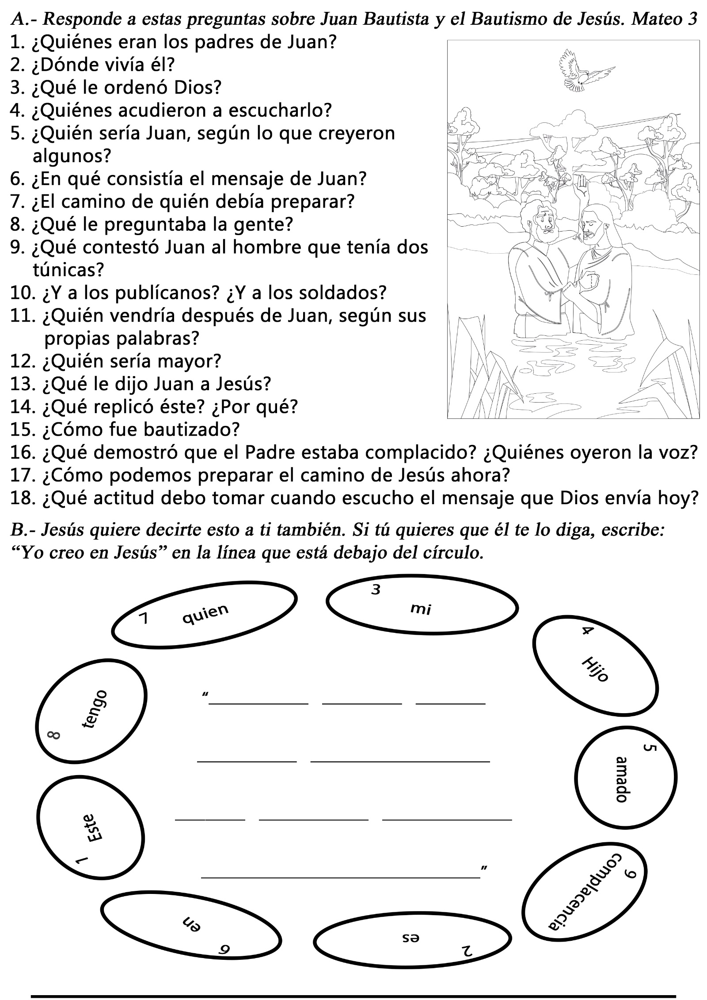 A.- Responde a estas preguntas sobre Juan Bautista y el Bautismo de Jesús. Mateo 3
1. ¿Quiénes eran los padres de Juan?
2. ¿Dónde vivía él?
3. ¿Qué le ordenó Dios?
4. ¿Quiénes acudieron a escucharlo?
5. ¿Quién sería Juan, según lo que creyeron
algunos?
6. ¿En qué consistía el mensaje de Juan?
7. ¿El camino de quién debía preparar?
8. ¿Qué le preguntaba la gente?
9. ¿Qué contestó Juan al hombre que tenía dos
túnicas?
10. ¿Y a los publícanos? ¿Y a los soldados?
11. ¿Quién vendría después de Juan, según sus
propias palabras?
12. ¿Quién sería mayor?
13. ¿Qué le dijo Juan a Jesús?
14. ¿Qué replicó éste? ¿Por qué?
15. ¿Cómo fue bautizado?
16. ¿Qué demostró que el Padre estaba complacido? ¿Quiénes oyeron la voz?
17. ¿Cómo podemos preparar el camino de Jesús ahora?
18. ¿Qué actitud debo tomar cuando escucho el mensaje que Dios envía hoy?
B.- Jesús quiere decirte esto a ti también. Si tú quieres que él te lo diga, escribe:
“Yo creo en Jesús” en la línea que está debajo del círculo.
7 quien
3 mi
4 Hijo
8 tengo
“_________ _______ ______
5 amado
_________ ________________
1 Este
______ __________ ____________
9 complacencia
_________________________”
6 en
2 es